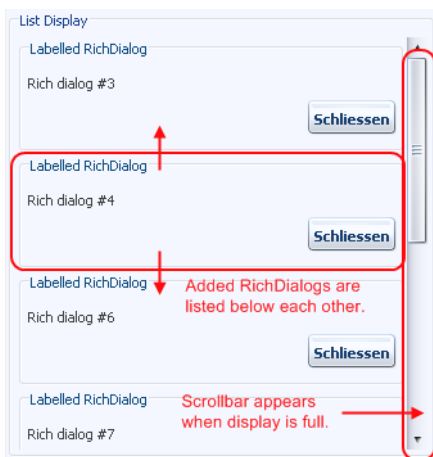 List Display
Labelled RichDialog
Rich dialog #3
Schliessen
Labelled RichDialog
Rich dialog #4
Schliessen
Labelled RichDialog
Added RichDialogs are
listed below each other.
Rich dialog #6
Schliessen
Labelled RichDialog
Scrollbar appears
when display is full.
Rich dialog #7